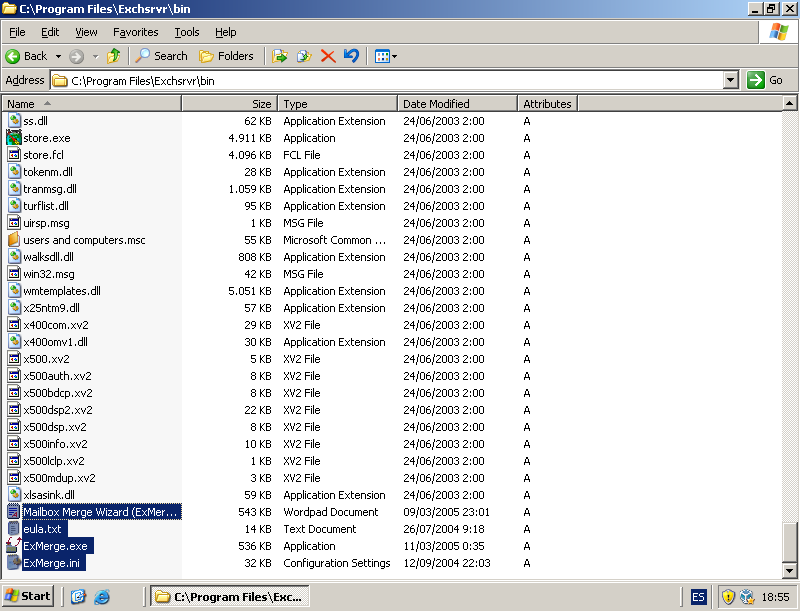 C:\Program Files\Exchsrvr\bin
File Edit View Favorites Tools Help
Back Search Folders
Address C:\Program Files\Exchsrvr\bin Go
Name Size Type Date Modified Attributes
ss.dll 62 KB Application Extension 24/06/2003 2:00 A
store.exe 4.911 KB Application 24/06/2003 2:00 A
store.fcl 4.096 KB FCL File 24/06/2003 2:00 A
tokenm.dll 28 KB Application Extension 24/06/2003 2:00 A
tranmsg.dll 1.059 KB Application Extension 24/06/2003 2:00 A
turflist.dll 95 KB Application Extension 24/06/2003 2:00 A
uirsp.msg 1 KB MSG File 24/06/2003 2:00 A
users and computers.msc 55 KB Microsoft Common ... 24/06/2003 2:00 A
walksdll.dll 808 KB Application Extension 24/06/2003 2:00 A
win32.msg 42 KB MSG File 24/06/2003 2:00 A
wmtemplates.dll 5.051 KB Application Extension 24/06/2003 2:00 A
x25ntm9.dll 57 KB Application Extension 24/06/2003 2:00 A
x400com.xv2 29 KB XV2 File 24/06/2003 2:00 A
x400omv1.dll 30 KB Application Extension 24/06/2003 2:00 A
x500.xv2 5 KB XV2 File 24/06/2003 2:00 A
x500auth.xv2 8 KB XV2 File 24/06/2003 2:00 A
x500bdcp.xv2 8 KB XV2 File 24/06/2003 2:00 A
x500dsp2.xv2 22 KB XV2 File 24/06/2003 2:00 A
x500dsp.xv2 8 KB XV2 File 24/06/2003 2:00 A
x500info.xv2 10 KB XV2 File 24/06/2003 2:00 A
x500lclp.xv2 1 KB XV2 File 24/06/2003 2:00 A
x500mdup.xv2 3 KB XV2 File 24/06/2003 2:00 A
xlsasink.dll 59 KB Application Extension 24/06/2003 2:00 A
Mailbox Merge Wizard (ExMer... 543 KB Wordpad Document 09/03/2005 23:01 A
eula.txt 14 KB Text Document 26/07/2004 9:18 A
ExMerge.exe 536 KB Application 11/03/2005 0:35 A
ExMerge.ini 32 KB Configuration Settings 12/09/2004 22:03 A
Start C:\Program Files\Exc... ES 18:55